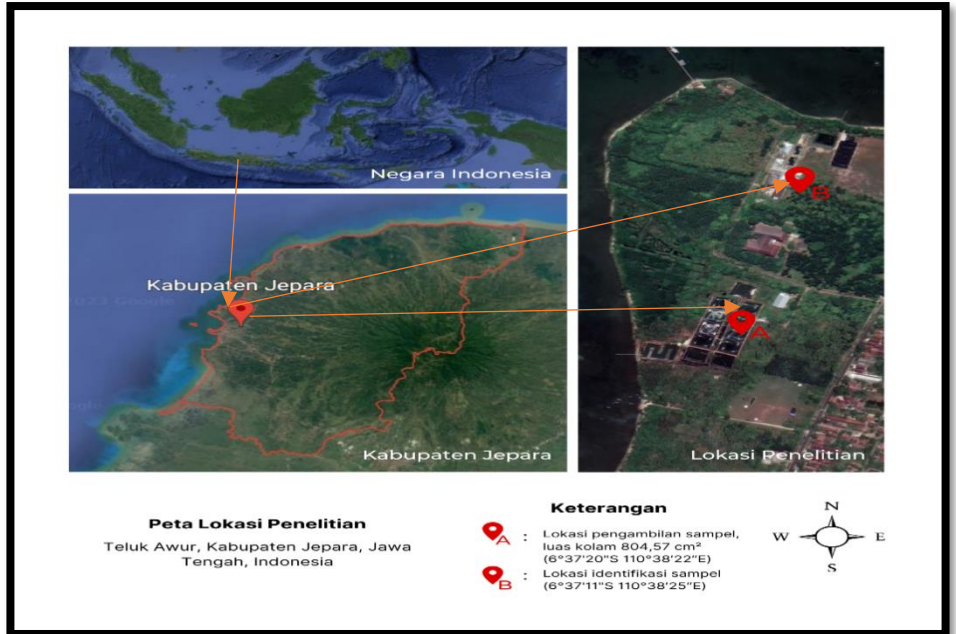 Negara Indonesia
Kabupaten Jepara
2023 Google
Kabupaten Jepara
B
A
Lokasi Penelitian
Peta Lokasi Penelitian
Teluk Awur, Kabupaten Jepara, Jawa
Tengah, Indonesia
Keterangan
A : Lokasi pengambilan sampel,
luas kolam 804,57 cm²
(6°37'20"S 110°38'22"E)
B : Lokasi identifikasi sampel
(6°37'11"S 110°38'25"E)
N
W E
S